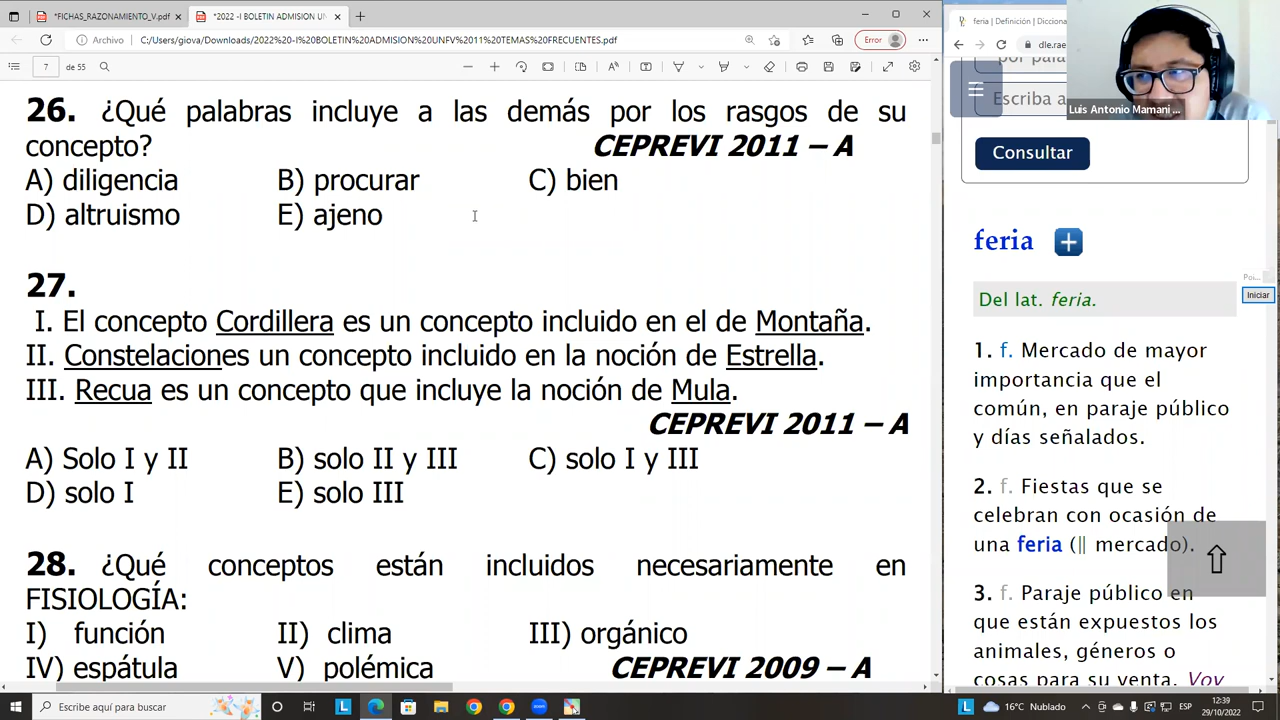 *FICHAS_RAZONAMIENTO_V.pdf
*2022 -I BOLETIN ADMISION UN
feria | Definición | Dicciona
Archivo
C:/Users/giova/Downloads/2022%20-I%20BOLETIN%20ADMISION%20UNFV%2011%20TEMAS%20FRECUENTES.pdf
Error
dle.rae
7 de 55
26. ¿Qué palabras incluye a las demás por los rasgos de su
concepto? CEPREVI 2011 – A
A) diligencia B) procurar C) bien
D) altruismo E) ajeno
27.
I. El concepto Cordillera es un concepto incluido en el de Montaña.
II. Constelaciones un concepto incluido en la noción de Estrella.
III. Recua es un concepto que incluye la noción de Mula.
CEPREVI 2011 – A
A) Solo I y II B) solo II y III C) solo I y III
D) solo I E) solo III
28. ¿Qué conceptos están incluidos necesariamente en
FISIOLOGÍA:
I) función II) clima III) orgánico
IV) espátula V) polémica CEPREVI 2009 – A
por pala
Escriba a
Luis Antonio Mamani ...
Consultar
feria
Iniciar
Del lat. feria.
1. f. Mercado de mayor
importancia que el
común, en paraje público
y días señalados.
2. f. Fiestas que se
celebran con ocasión de
una feria (‖ mercado).
3. f. Paraje público en
que están expuestos los
animales, géneros o
cosas para su venta.
Escribe aquí para buscar
16°C Nublado
ESP
12:39
29/10/2022